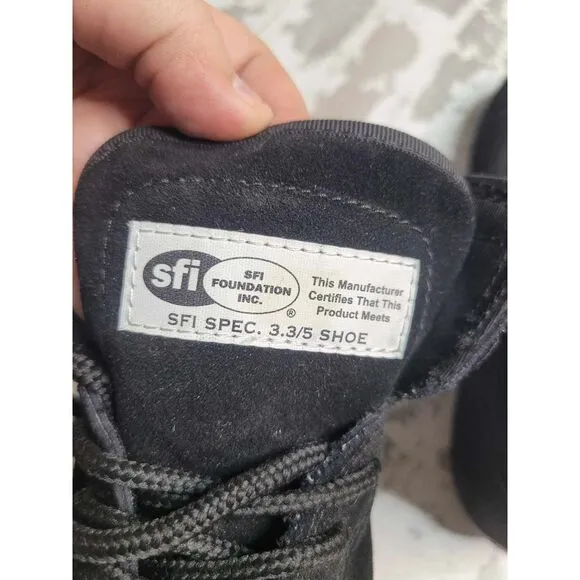 sfi
SFI
FOUNDATION
INC.
®
This Manufacturer
Certifies That This
Product Meets
SFI SPEC. 3.3/5 SHOE